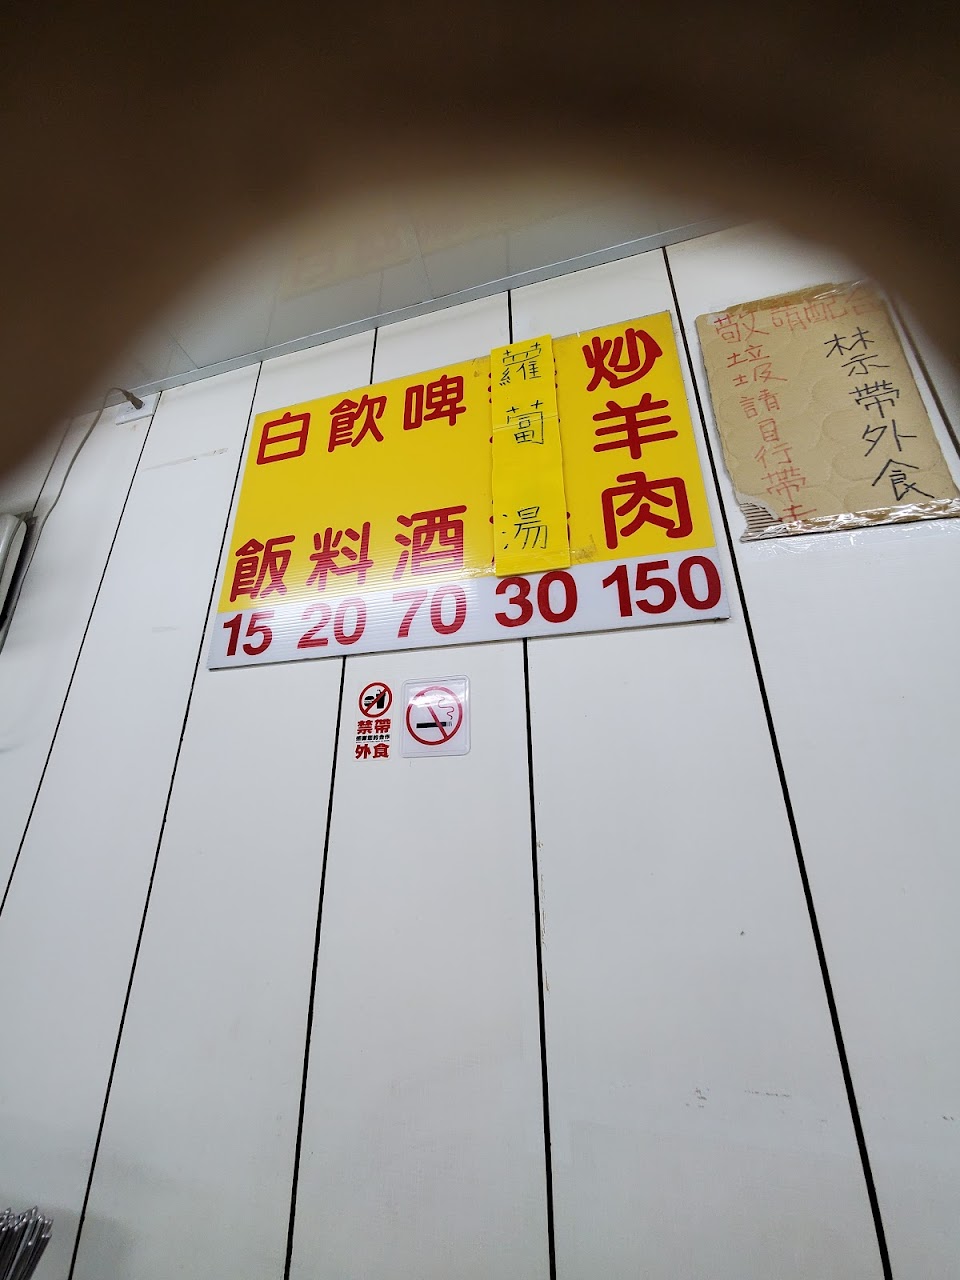 炒羊肉 150
蘿蔔湯 30
啤酒 70
飲料 20
白飯 15
禁帶外食
垃圾請自行帶走
敬請配合
禁帶
外食